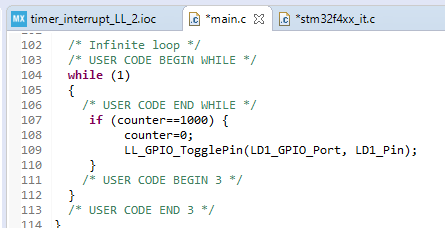 MX timer_interrupt_LL_2.ioc *main.c *stm32f4xx_it.c
102 /* Infinite loop */
103 /* USER CODE BEGIN WHILE */
104 while (1)
105 {
106 /* USER CODE END WHILE */
107 if (counter==1000) {
108 counter=0;
109 LL_GPIO_TogglePin(LD1_GPIO_Port, LD1_Pin);
110 }
111 /* USER CODE BEGIN 3 */
112 }
113 /* USER CODE END 3 */
114 }